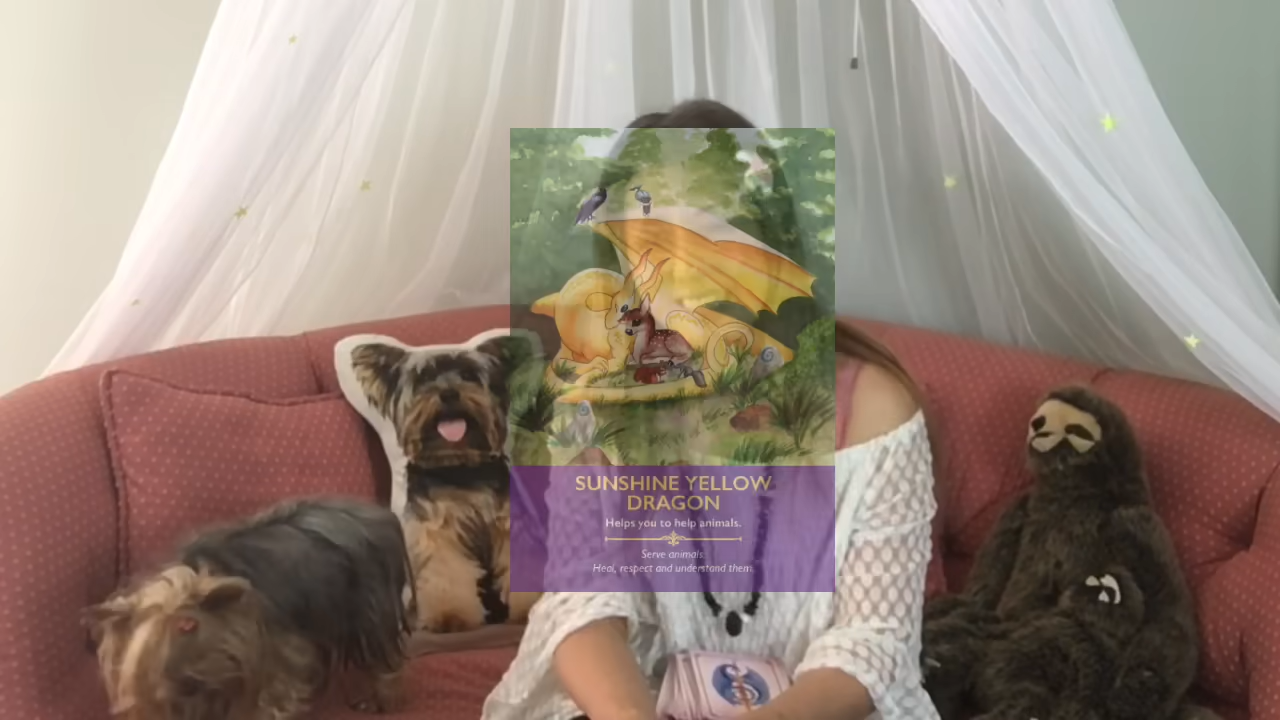 SUNSHINE YELLOW
DRAGON
Helps you to help animals.
Serve animals.
Heal, respect and understand them.